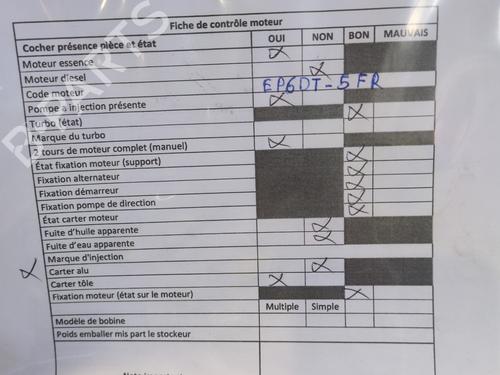 Fiche de contrôle moteur
Cocher présence pièce et état OUI NON BON MAUVAIS
Moteur essence X
Moteur diesel X
Code moteur EP6DT-5FR
Pompe a injection présente X
Turbo (état) X
Marque du turbo
2 tours de moteur complet (manuel) X
État fixation moteur (support) X
Fixation alternateur X
Fixation démarreur X
Fixation pompe de direction X
État carter moteur
Fuite d'huile apparente X
Fuite d'eau apparente X
Marque d'injection
X Carter alu X
Carter tôle X
Fixation moteur (état sur le moteur) X
Multiple Simple
Modèle de bobine
Poids emballer mis part le stockeur
B-PARTS